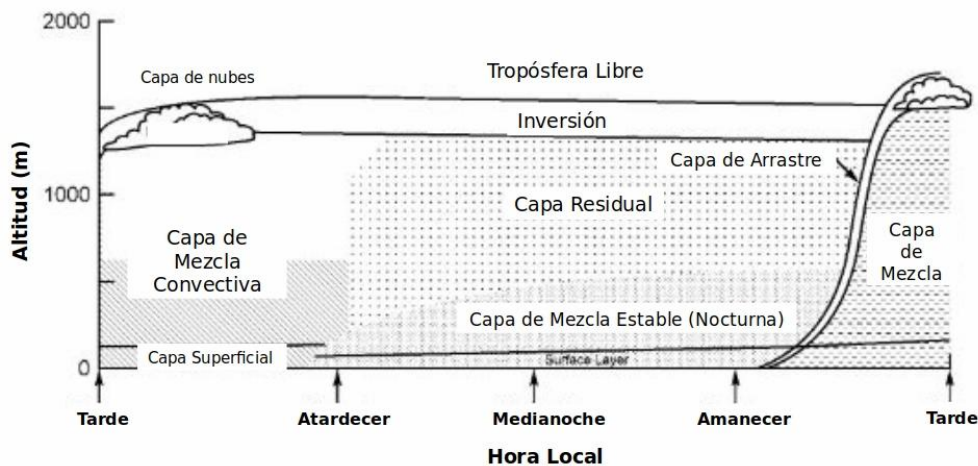 2000
Capa de nubes
Tropósfera Libre
Inversión
Capa de Arrastre
1000
Capa Residual
Capa de
Mezcla
Convectiva
Capa
de
Mezcla
Capa de Mezcla Estable (Nocturna)
Capa Superficial
Surface Layer
0
Altitud (m)
Tarde
Atardecer
Medianoche
Amanecer
Tarde
Hora Local